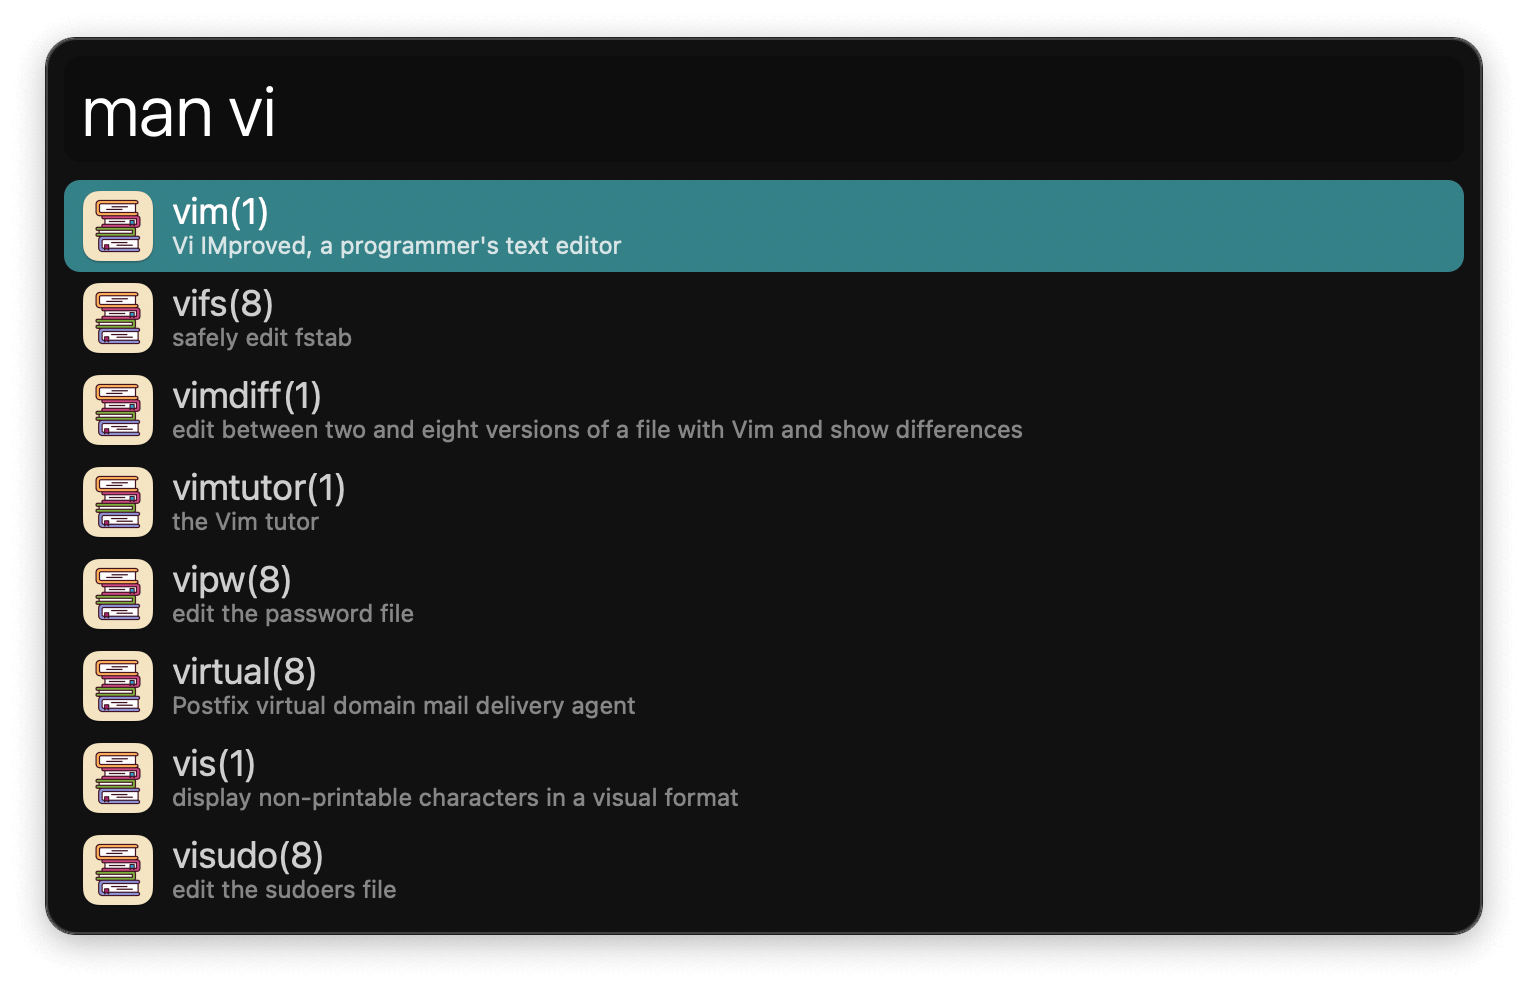 man vi
vim(1)
Vi IMproved, a programmer's text editor
vifs(8)
safely edit fstab
vimdiff(1)
edit between two and eight versions of a file with Vim and show differences
vimtutor(1)
the Vim tutor
vipw(8)
edit the password file
virtual(8)
Postfix virtual domain mail delivery agent
vis(1)
display non-printable characters in a visual format
visudo(8)
edit the sudoers file